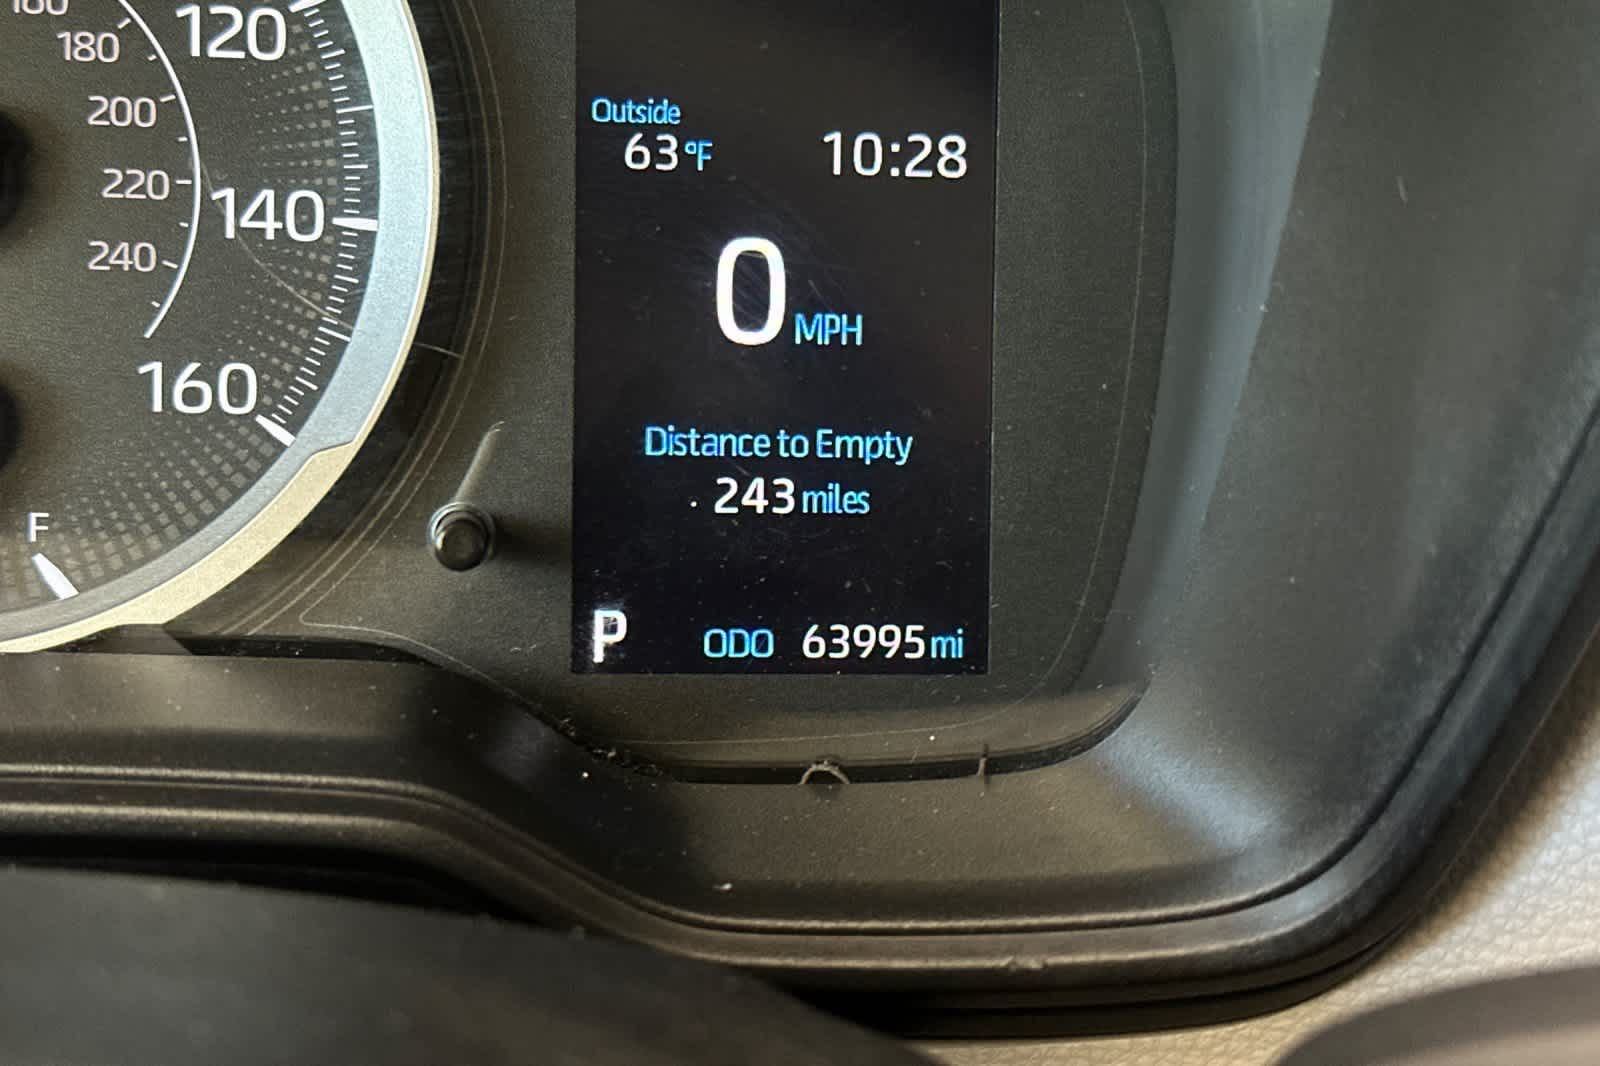 180
200
220
240
120
140
160
F
Outside
63°F
10:28
0 MPH
Distance to Empty
243 miles
P
ODO 63995 mi